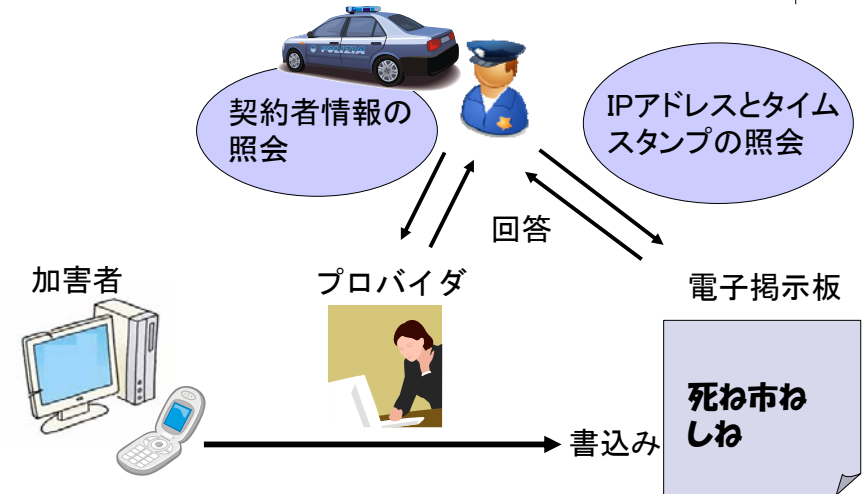 POLIZIA
契約者情報の
照会
IPアドレスとタイム
スタンプの照会
回答
加害者
プロバイダ
電子掲示板
死ね市ね
しね
書込み